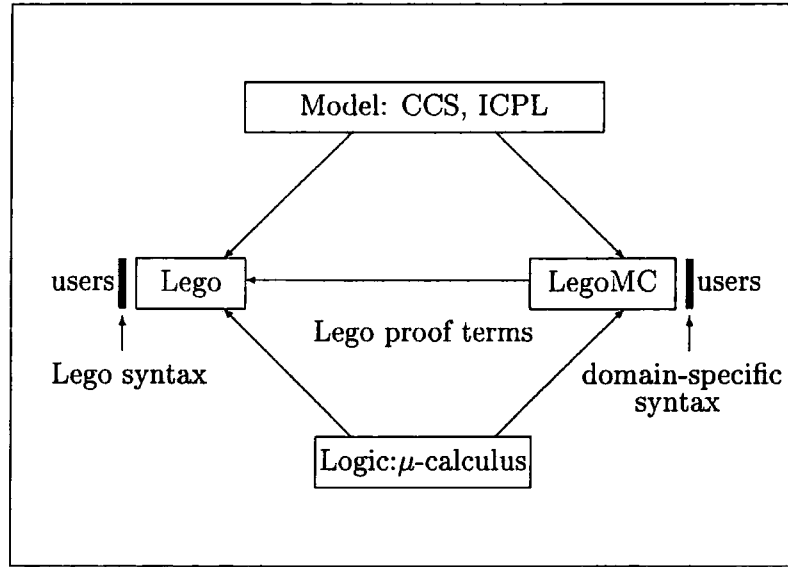 Model: CCS, ICPL
users Lego LegoMC users
Lego proof terms
Lego syntax domain-specific
syntax
Logic:μ-calculus